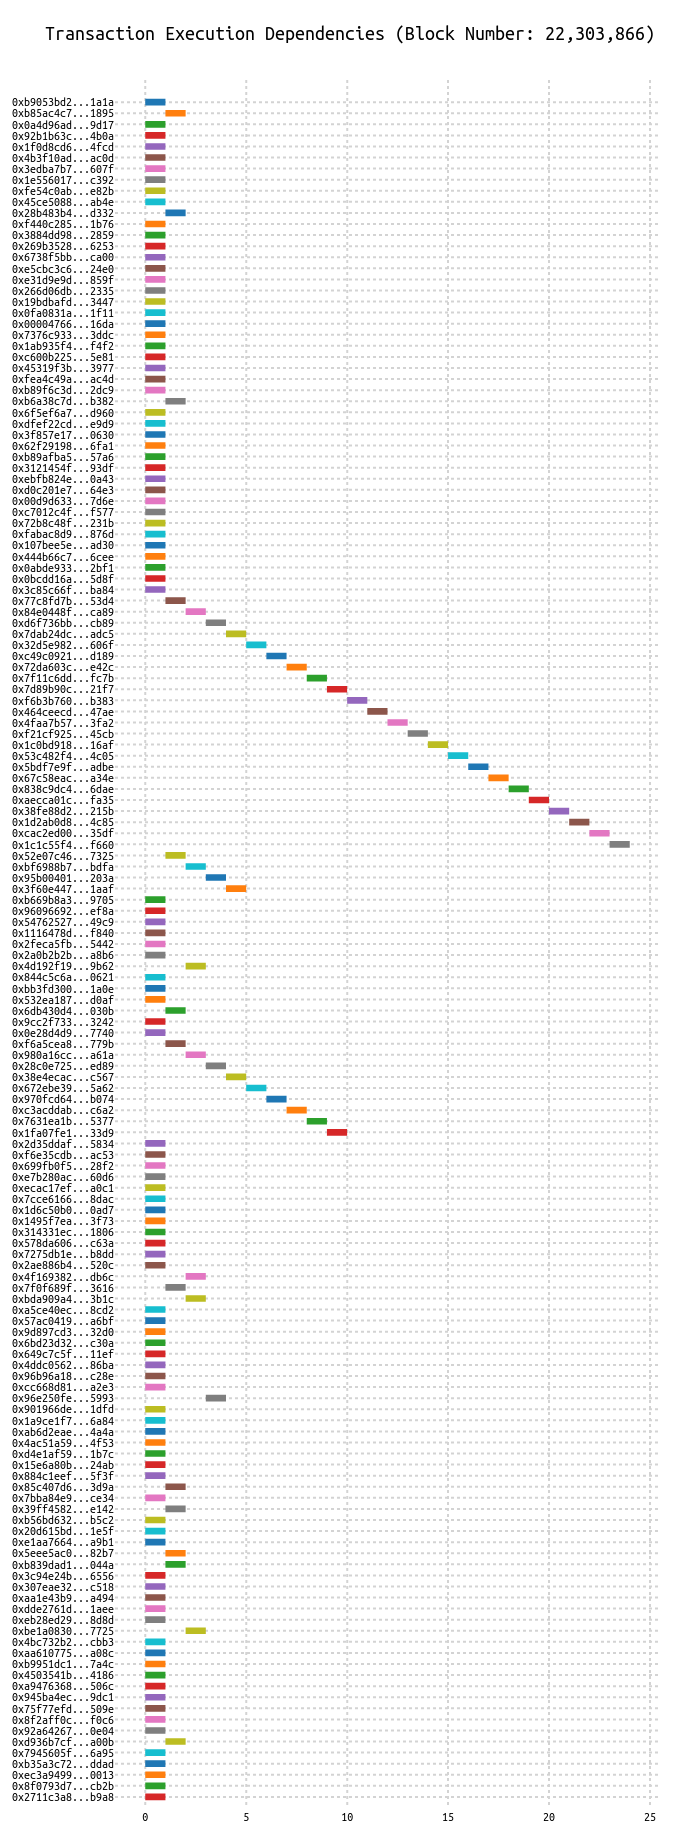 Transaction Execution Dependencies (Block Number: 22,303,866)
0xb9053bd2...1a1a
0xb85ac4c7...1895
0x0a4d96ad...9d17
0x92b1b63c...4b0a
0x1f0d8cd6...4fcd
0x4b3f10ad...ac0d
0x3edba7b7...607f
0x1e556017...c392
0xfe54c0ab...e82b
0x45ce5088...ab4e
0x28b483b4...d332
0xf440c285...1b76
0x3884dd98...2859
0x269b3528...6253
0x6738f5bb...ca00
0xe5cbc3c6...24e0
0xe31d9e9d...859f
0x266d06db...2335
0x19bdbafd...3447
0x0fa0831a...1f11
0x00004766...16da
0x7376c933...3ddc
0x1ab935f4...f4f2
0xc600b225...5e81
0x45319f3b...3977
0xfea4c49a...ac4d
0xb89f6c3d...2dc9
0xb6a38c7d...b382
0x6f5ef6a7...d960
0xdfef22cd...e9d9
0x3f857e17...0630
0x62f29198...6fa1
0xb89afba5...57a6
0x3121454f...93df
0xebfb824e...0a43
0xd0c201e7...64e3
0x00d9d633...7d6e
0xc7012c4f...f577
0x72b8c48f...231b
0xfabac8d9...876d
0x107bee5e...ad30
0x444b66c7...6cee
0x0abde933...2bf1
0x0bcdd16a...5d8f
0x3c85c66f...ba84
0x77c8fd7b...53d4
0x84e0448f...ca89
0xd6f736bb...cb89
0x7dab24dc...adc5
0x32d5e982...606f
0xc49c0921...d189
0x72da603c...e42c
0x7f11c6dd...fc7b
0x7d89b90c...21f7
0xf6b3b760...b383
0x464ceecd...47ae
0x4faa7b57...3fa2
0xf21cf925...45cb
0x1c0bd918...16af
0x53c482f4...4c05
0x5bdf7e9f...adbe
0x67c58eac...a34e
0x838c9dc4...6dae
0xaecca01c...fa35
0x38fe88d2...215b
0x1d2ab0d8...4c85
0xcac2ed00...35df
0x1c1c55f4...f660
0x52e07c46...7325
0xbf6988b7...bdfa
0x95b00401...203a
0x3f60e447...1aaf
0xb669b8a3...9705
0x96096692...ef8a
0x54762527...49c9
0x1116478d...f840
0x2feca5fb...5442
0x2a0b2b2b...a8b6
0x4d192f19...9b62
0x844c5c6a...0621
0xbb3fd300...1a0e
0x532ea187...d0af
0x6db430d4...030b
0x9cc2f733...3242
0x0e28d4d9...7740
0xf6a5cea8...779b
0x980a16cc...a61a
0x28c0e725...ed89
0x38e4ecac...c567
0x672ebe39...5a62
0x970fcd64...b074
0xc3acddab...c6a2
0x7631ea1b...5377
0x1fa07fe1...33d9
0x2d35ddaf...5834
0xf6e35cdb...ac53
0x699fb0f5...28f2
0xe7b280ac...60d6
0xecac17ef...a0c1
0x7cce6166...8dac
0x1d6c50b0...0ad7
0x1495f7ea...3f73
0x314331ec...1806
0x578da606...c63a
0x7275db1e...b8dd
0x2ae886b4...520c
0x4f169382...db6c
0x7f0f689f...3616
0xbda909a4...3b1c
0xa5ce40ec...8cd2
0x57ac0419...a6bf
0x9d897cd3...32d0
0x6bd23d32...c30a
0x649c7c5f...11ef
0x4ddc0562...86ba
0x96b96a18...c28e
0xcc668d81...a2e3
0x96e250fe...5993
0x901966de...1dfd
0x1a9ce1f7...6a84
0xab6d2eae...4a4a
0x4ac51a59...4f53
0xd4e1af59...1b7c
0x15e6a80b...24ab
0x884c1eef...5f3f
0x85c407d6...3d9a
0x7bba84e9...ce34
0x39ff4582...e142
0xb56bd632...b5c2
0x20d615bd...1e5f
0xe1aa7664...a9b1
0x5eee5ac0...82b7
0xb839dad1...044a
0x3c94e24b...6556
0x307eae32...c518
0xaa1e43b9...a494
0xdde2761d...1aee
0xeb28ed29...8d8d
0xbe1a0830...7725
0x4bc732b2...cbb3
0xaa610775...a08c
0xb9951dc1...7a4c
0x4503541b...4186
0xa9476368...506c
0x945ba4ec...9dc1
0x75f77efd...509e
0x8f2aff0c...f0c6
0x92a64267...0e04
0xd936b7cf...a00b
0x7945605f...6a95
0xb35a3c72...ddad
0xec3a9499...0013
0x8f0793d7...cb2b
0x2711c3a8...b9a8
0 5 10 15 20 25